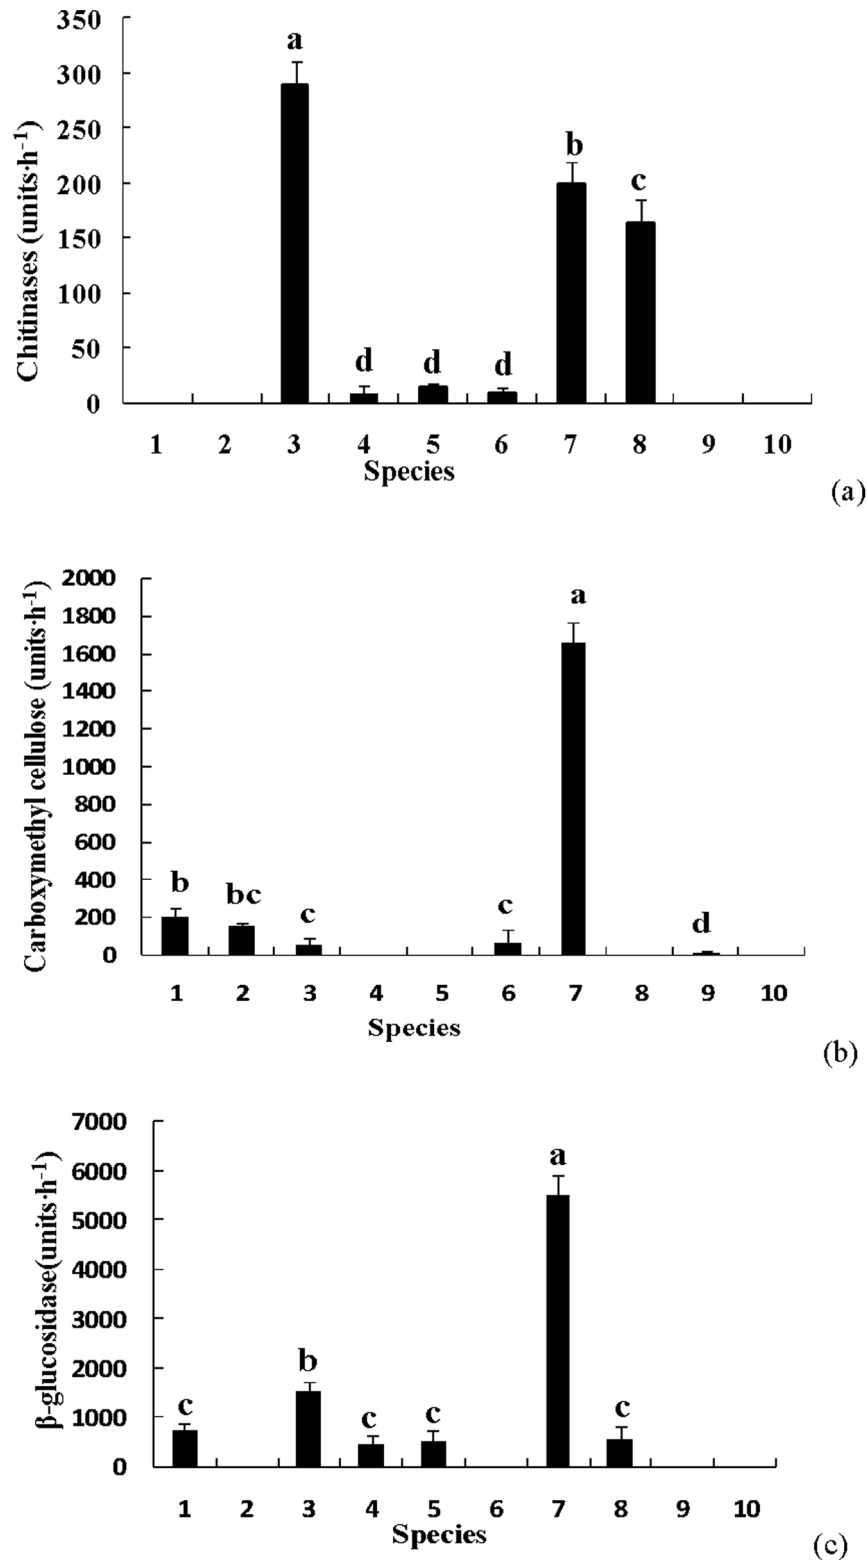 350
300
250
200
150
100
50
0
Chitinases (units·h⁻¹)
a
d
d
d
b
c
1 2 3 4 5 6 7 8 9 10
Species
(a)
2000
1800
1600
1400
1200
1000
800
600
400
200
0
Carboxymethyl cellulose (units·h⁻¹)
b
bc
c
c
a
d
1 2 3 4 5 6 7 8 9 10
Species
(b)
7000
6000
5000
4000
3000
2000
1000
0
β-glucosidase(units·h⁻¹)
c
b
c
c
a
c
1 2 3 4 5 6 7 8 9 10
Species
(c)